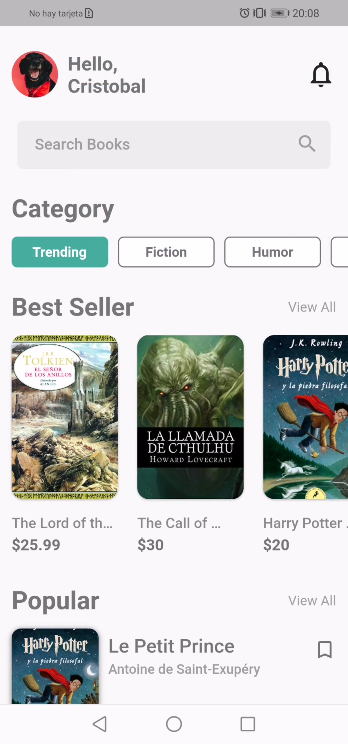 No hay tarjeta
20:08
Hello,
Cristobal
Search Books
Category
Trending
Fiction
Humor
Best Seller
View All
J.R.R.
TOLKIEN
EL SEÑOR
DE LOS ANILLOS
LA LLAMADA
DE CTHULHU
HOWARD LOVECRAFT
J.K. Rowling
Harry Potter
y la piedra filosofal
The Lord of th...
The Call of ...
Harry Potter
$25.99
$30
$20
Popular
View All
Harry Potter
y la piedra filosofal
Le Petit Prince
Antoine de Saint-Exupéry